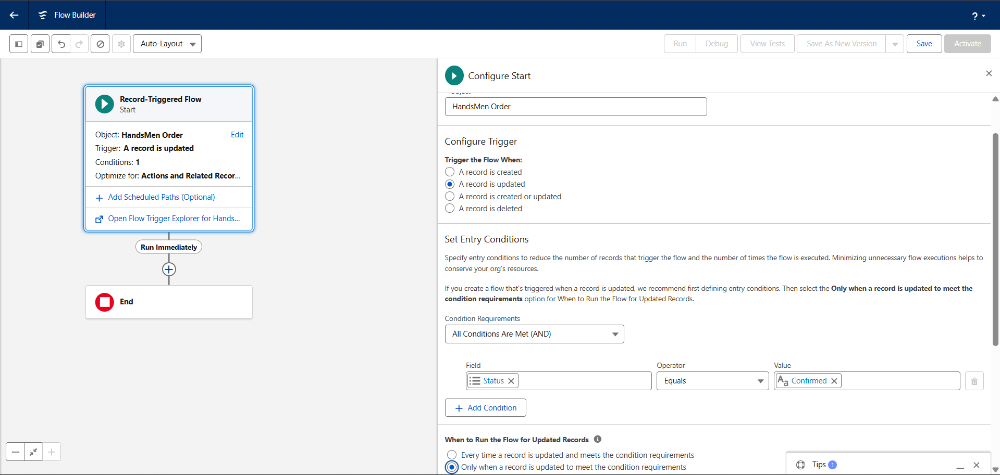 Flow Builder
?
Auto-Layout
Run
Debug
View Tests
Save As New Version
Save
Activate
Record-Triggered Flow
Start
Object: HandsMen Order
Edit
Trigger: A record is updated
Conditions: 1
Optimize for: Actions and Related Recor...
Add Scheduled Paths (Optional)
Open Flow Trigger Explorer for Hands...
Run Immediately
End
Configure Start
Object
HandsMen Order
Configure Trigger
Trigger the Flow When:
A record is created
A record is updated
A record is created or updated
A record is deleted
Set Entry Conditions
Specify entry conditions to reduce the number of records that trigger the flow and the number of times the flow is executed. Minimizing unnecessary flow executions helps to
conserve your org's resources.
If you create a flow that's triggered when a record is updated, we recommend first defining entry conditions. Then select the Only when a record is updated to meet the
condition requirements option for When to Run the Flow for Updated Records.
Condition Requirements
All Conditions Are Met (AND)
Field
Operator
Value
Status
Equals
Aa Confirmed
Add Condition
When to Run the Flow for Updated Records
Every time a record is updated and meets the condition requirements
Only when a record is updated to meet the condition requirements
Tips 1